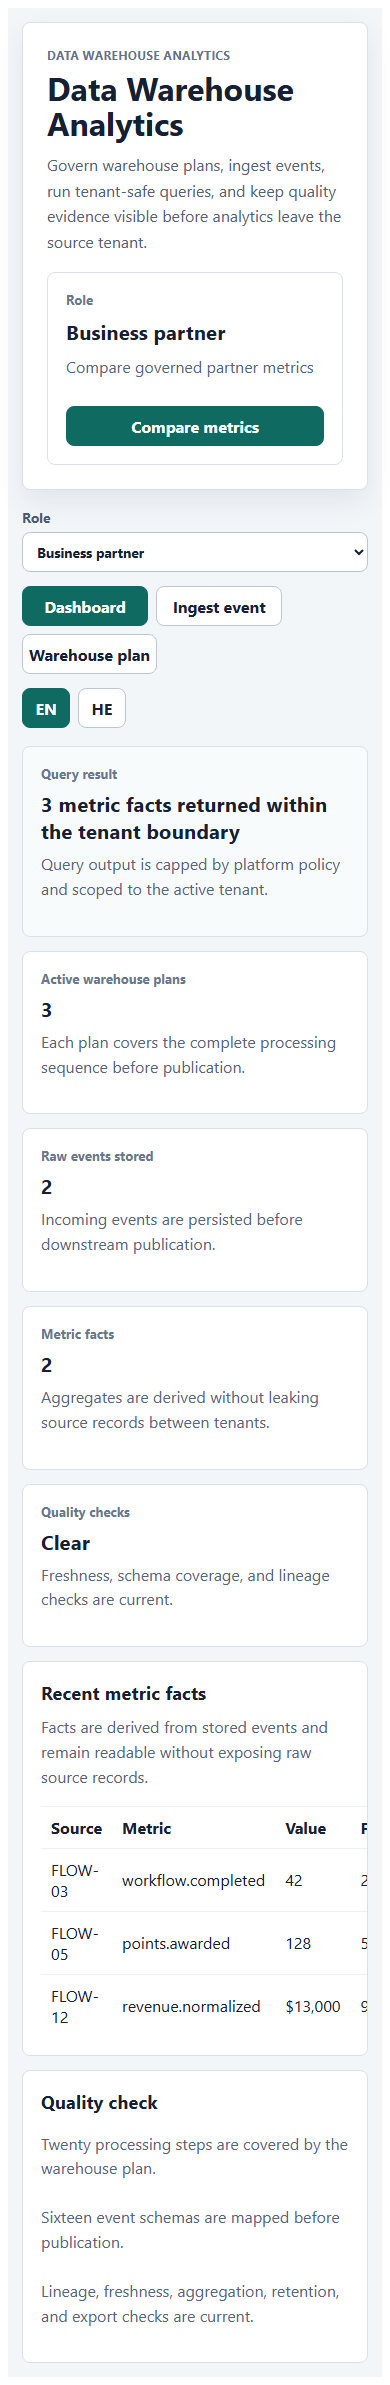 DATA WAREHOUSE ANALYTICS
Data Warehouse
Analytics
Govern warehouse plans, ingest events,
run tenant-safe queries, and keep quality
evidence visible before analytics leave the
source tenant.
Role
Business partner
Compare governed partner metrics
Compare metrics
Role
Business partner
Dashboard
Ingest event
Warehouse plan
EN
HE
Query result
3 metric facts returned within
the tenant boundary
Query output is capped by platform policy
and scoped to the active tenant.
Active warehouse plans
3
Each plan covers the complete processing
sequence before publication.
Raw events stored
2
Incoming events are persisted before
downstream publication.
Metric facts
2
Aggregates are derived without leaking
source records between tenants.
Quality checks
Clear
Freshness, schema coverage, and lineage
checks are current.
Recent metric facts
Facts are derived from stored events and
remain readable without exposing raw
source records.
Source Metric Value
FLOW-
03 workflow.completed 42
FLOW-
05 points.awarded 128
FLOW-
12 revenue.normalized $13,000
Quality check
Twenty processing steps are covered by the
warehouse plan.
Sixteen event schemas are mapped before
publication.
Lineage, freshness, aggregation, retention,
and export checks are current.